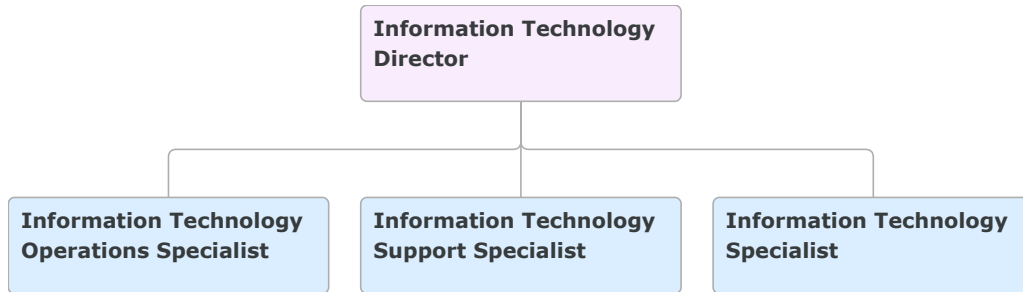 Information Technology
Director
Information Technology
Operations Specialist
Information Technology
Support Specialist
Information Technology
Specialist